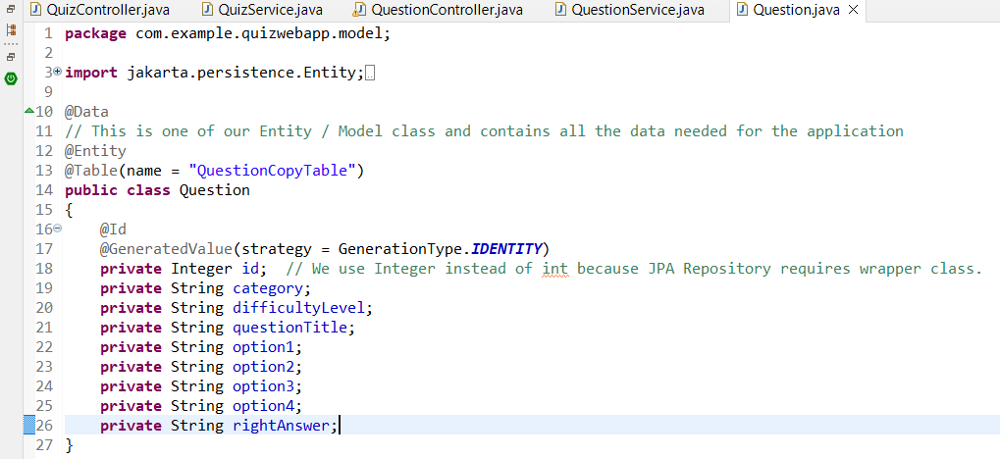 QuizController.java QuizService.java QuestionController.java QuestionService.java Question.java
1 package com.example.quizwebapp.model;
2
3 import jakarta.persistence.Entity;
9
10 @Data
11 // This is one of our Entity / Model class and contains all the data needed for the application
12 @Entity
13 @Table(name = "QuestionCopyTable")
14 public class Question
15 {
16 @Id
17 @GeneratedValue(strategy = GenerationType.IDENTITY)
18 private Integer id;  // We use Integer instead of int because JPA Repository requires wrapper class.
19 private String category;
20 private String difficultyLevel;
21 private String questionTitle;
22 private String option1;
23 private String option2;
24 private String option3;
25 private String option4;
26 private String rightAnswer;
27 }